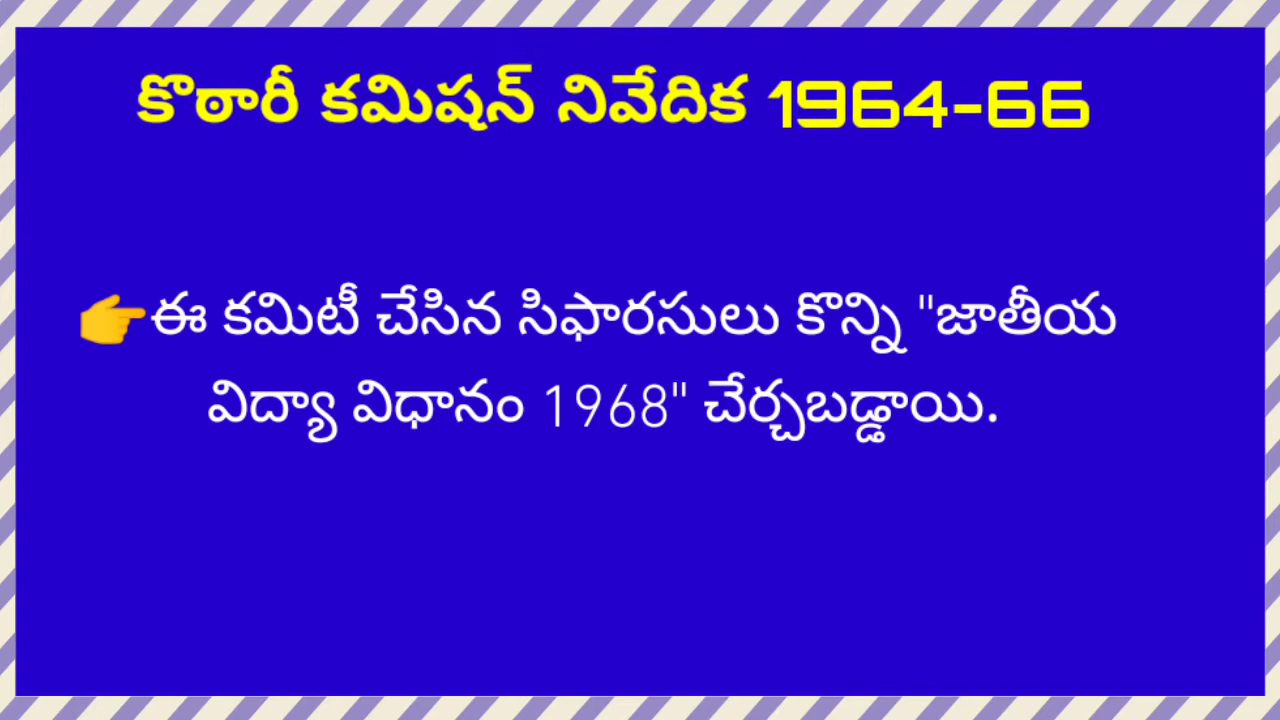 కొఠారీ కమిషన్ నివేదిక 1964-66
👉ఈ కమిటీ చేసిన సిఫారసులు కొన్ని "జాతీయ
విద్యా విధానం 1968" చేర్చబడ్డాయి.